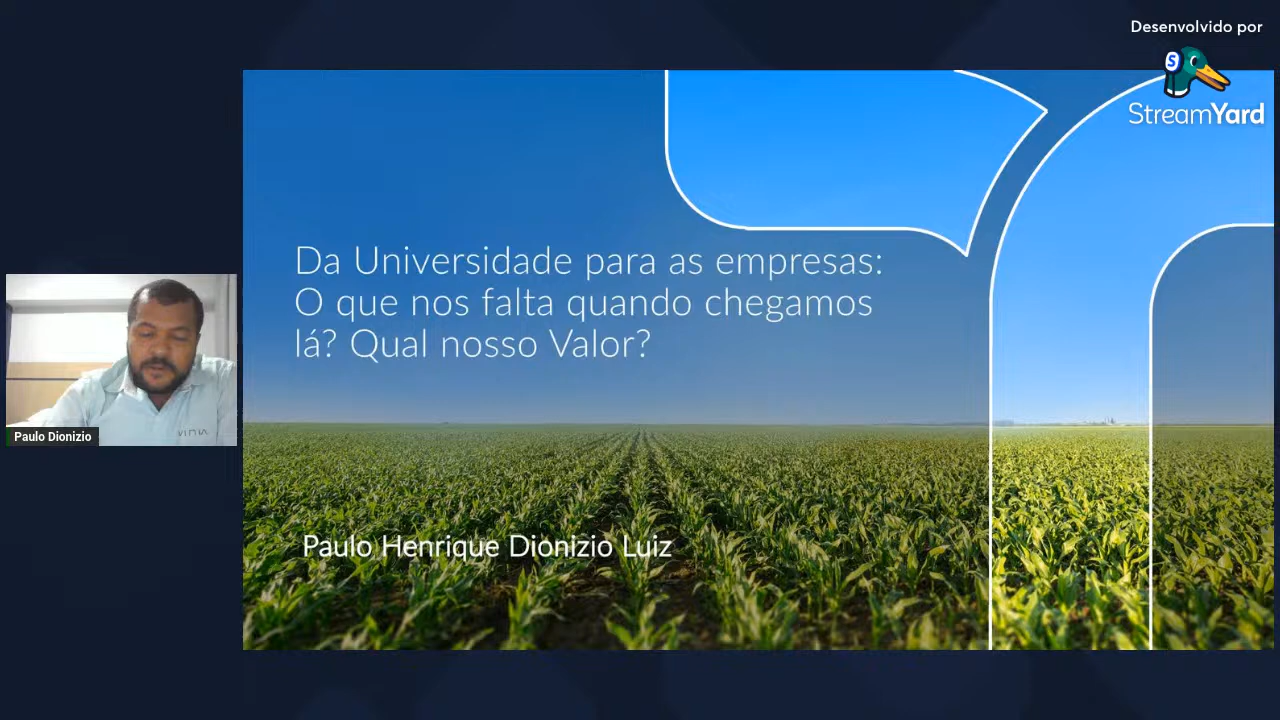 Desenvolvido por
StreamYard
Da Universidade para as empresas:
O que nos falta quando chegamos
lá? Qual nosso Valor?
Paulo Henrique Dionizio Luiz
Paulo Dionizio